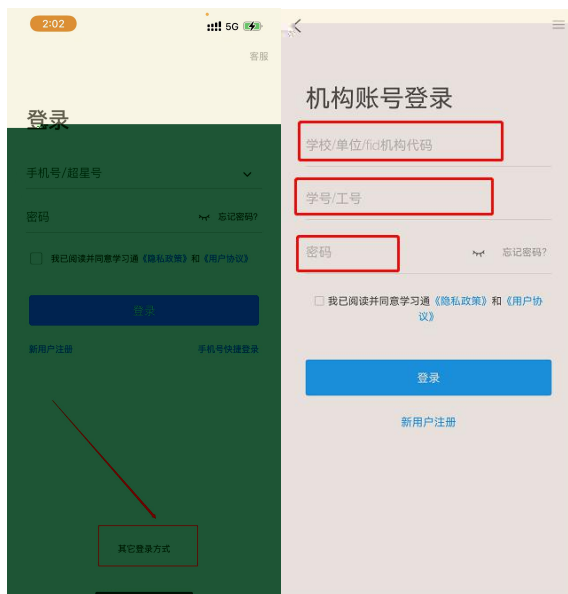 2:02
5G
客服
登录
手机号/超星号
密码
忘记密码?
我已阅读并同意学习通《隐私政策》和《用户协议》
登录
新用户注册
手机号快捷登录
其它登录方式
机构账号登录
学校/单位/fid机构代码
学号/工号
密码
忘记密码?
我已阅读并同意学习通《隐私政策》和《用户协
议》
登录
新用户注册